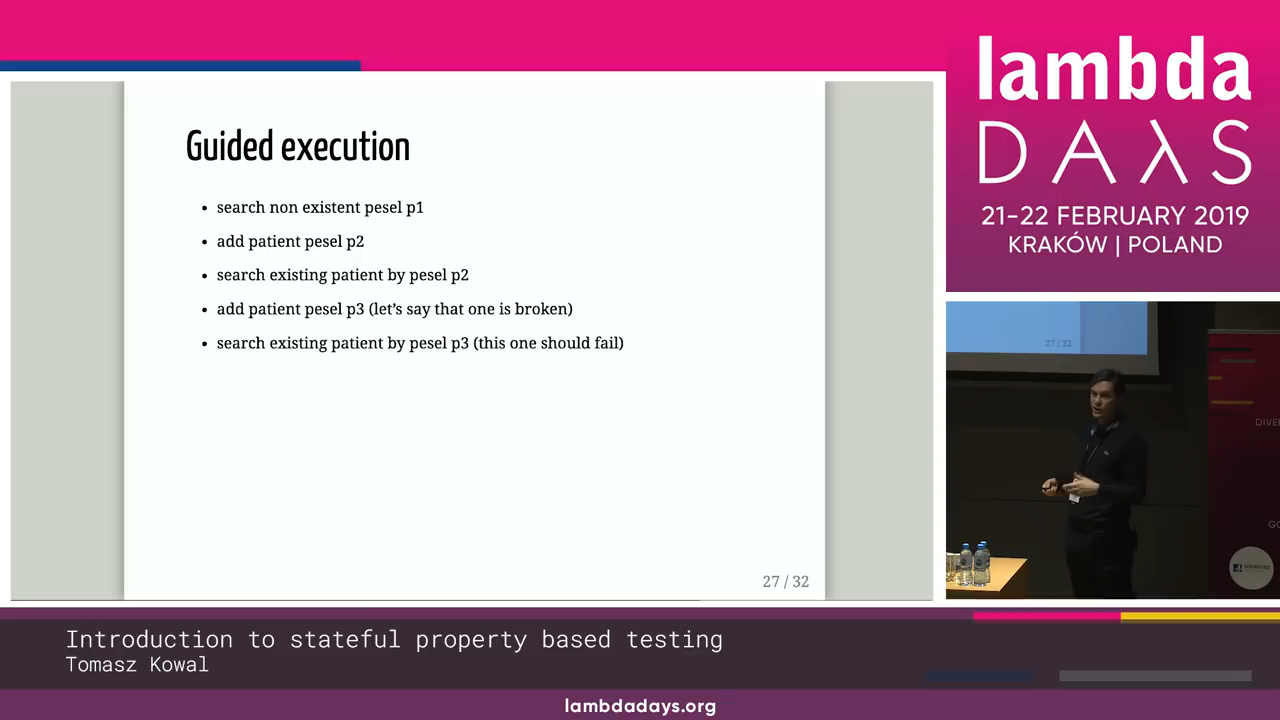 Guided execution
• search non existent pesel p1
• add patient pesel p2
• search existing patient by pesel p2
• add patient pesel p3 (let's say that one is broken)
• search existing patient by pesel p3 (this one should fail)
27 / 32
lambda
DAλS
21–22 FEBRUARY 2019
KRAKÓW | POLAND
27 / 32
Introduction to stateful property based testing
Tomasz Kowal
lambdadays.org